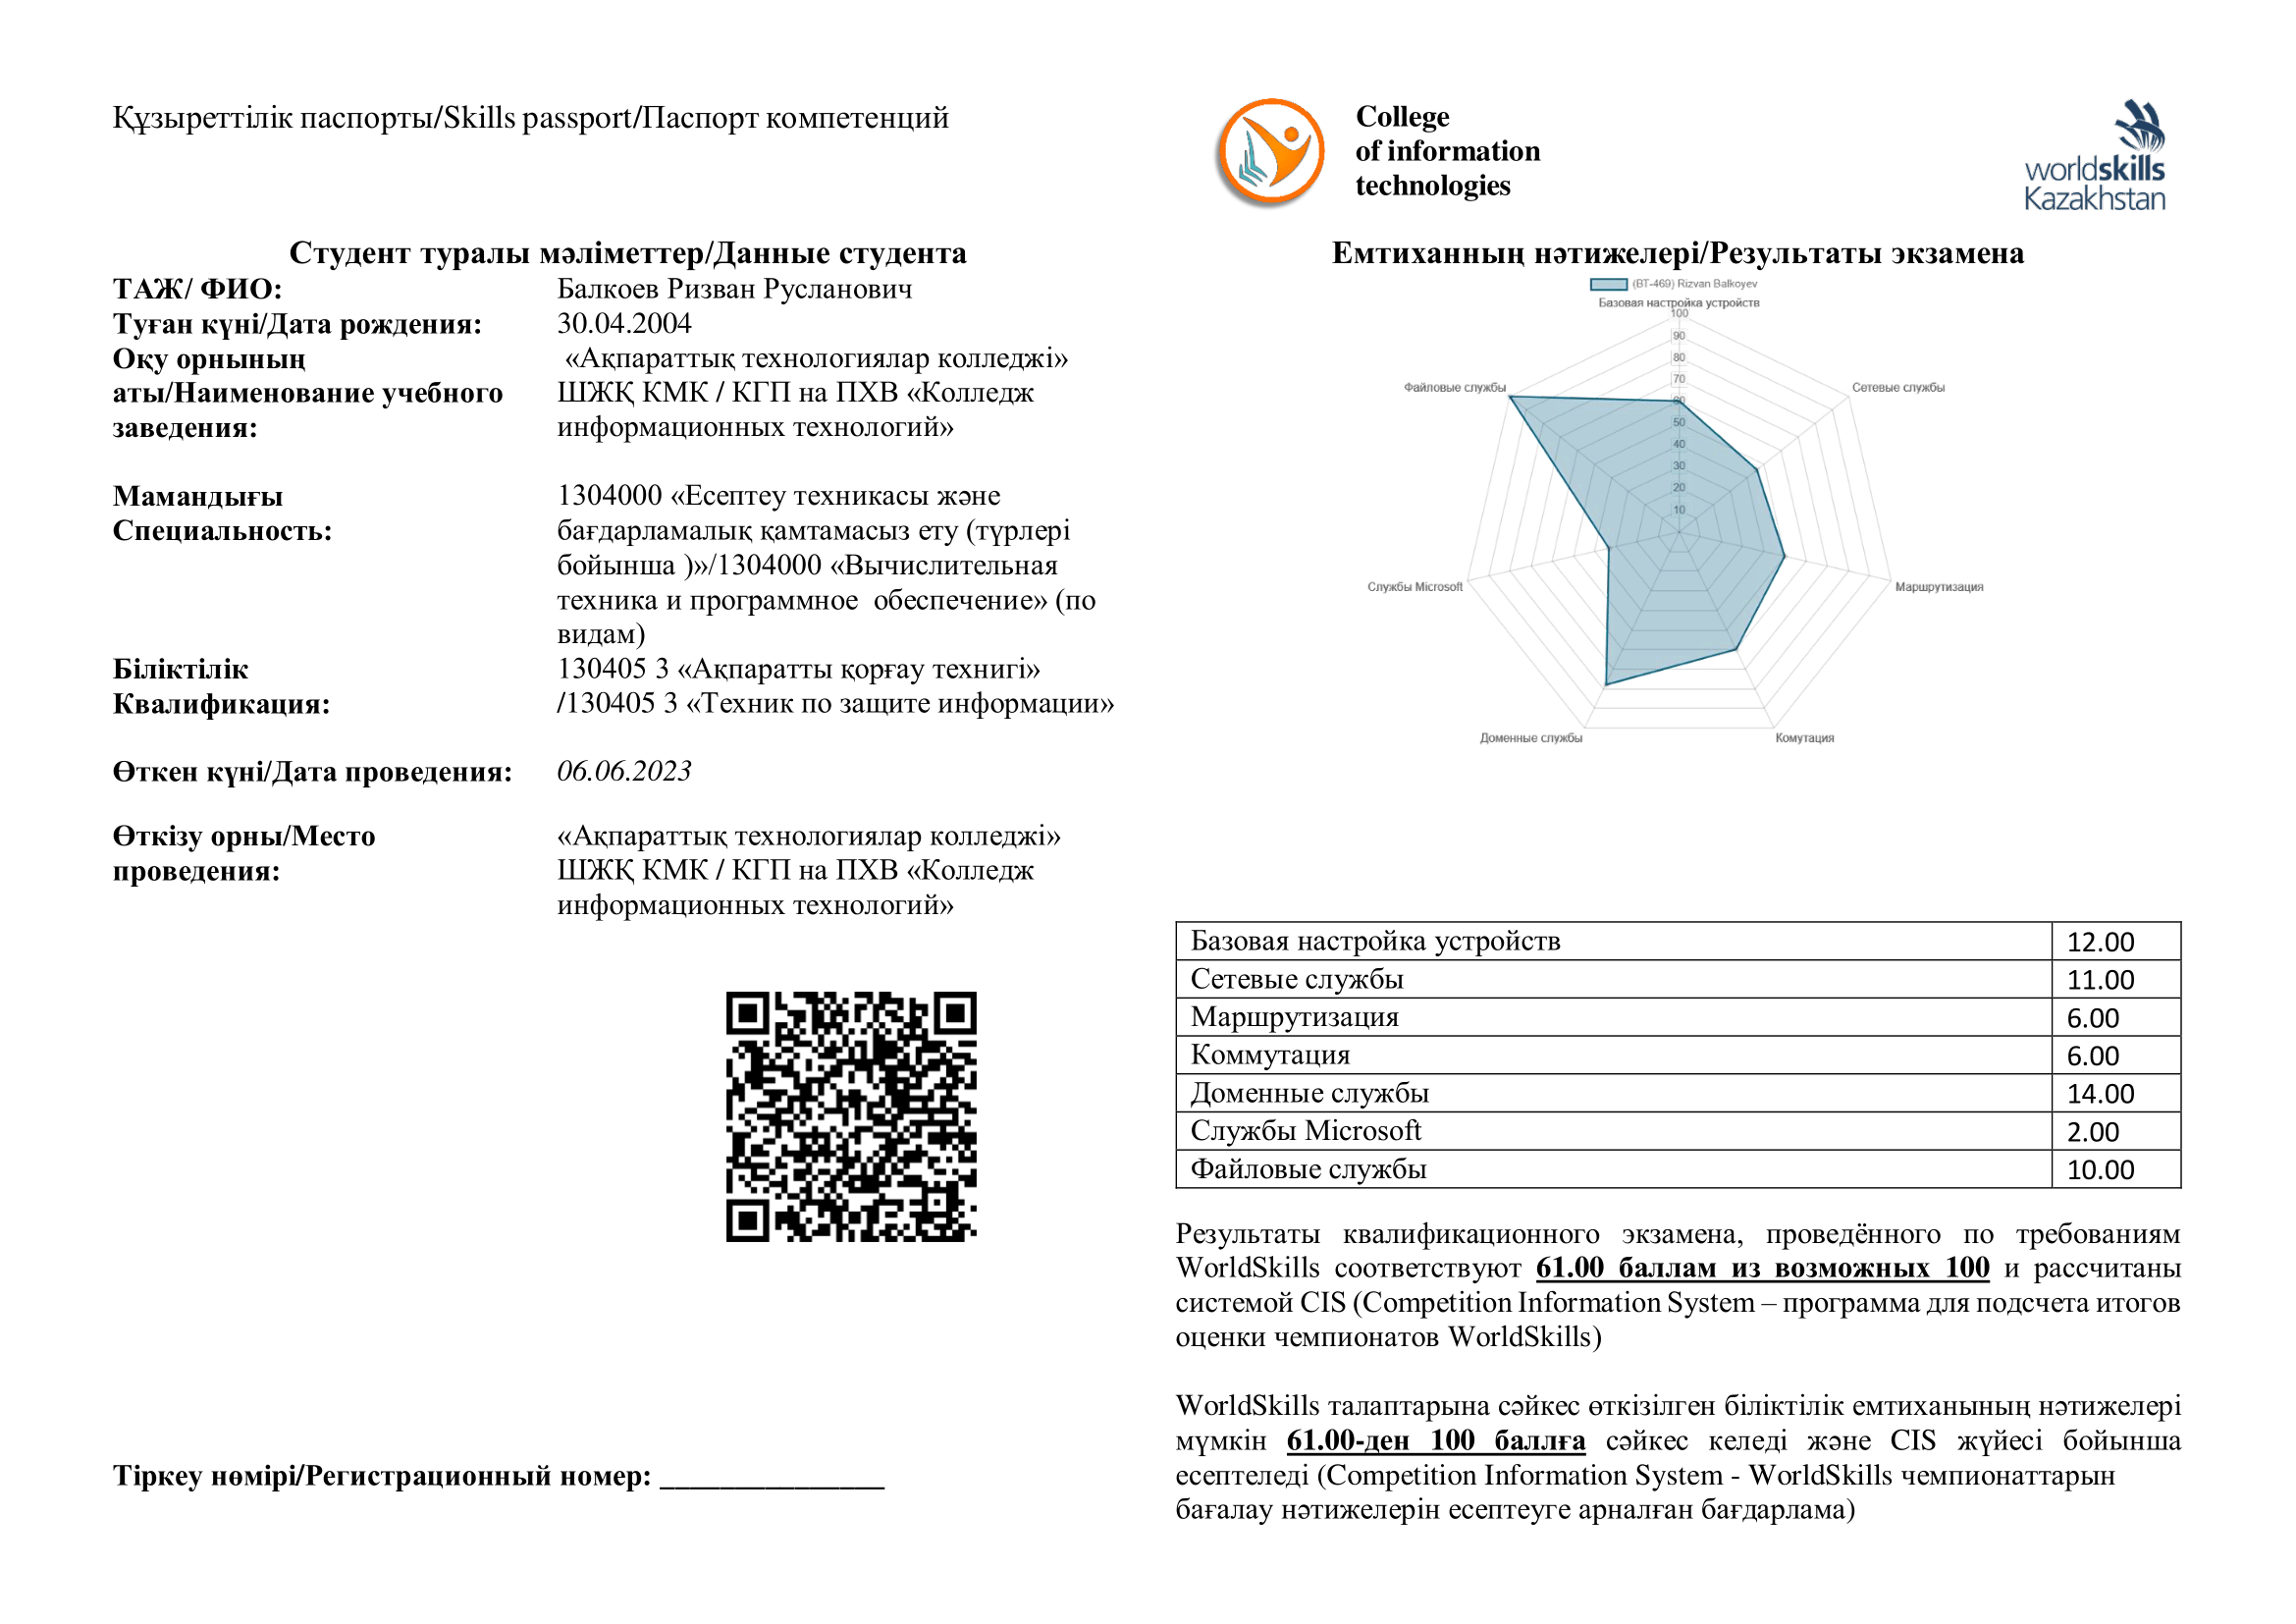 Құзыреттілік паспорты/Skills passport/Паспорт компетенций
Студент туралы мәліметтер/Данные студента
ТАЖ/ ФИО: Балкоев Ризван Русланович
Туған күні/Дата рождения: 30.04.2004
Оқу орнының «Ақпараттық технологиялар колледжі»
аты/Наименование учебного ШЖҚ КМК / КГП на ПХВ «Колледж
заведения: информационных технологий»
Мамандығы 1304000 «Есептеу техникасы және
Специальность: бағдарламалық қамтамасыз ету (түрлері
бойынша )»/1304000 «Вычислительная
техника и программное обеспечение» (по
видам)
Біліктілік 130405 3 «Ақпаратты қорғау технигі»
Квалификация: /130405 3 «Техник по защите информации»
Өткен күні/Дата проведения: 06.06.2023
Өткізу орны/Место «Ақпараттық технологиялар колледжі»
проведения: ШЖҚ КМК / КГП на ПХВ «Колледж
информационных технологий»
Тіркеу нөмірі/Регистрационный номер: _______________
College
of information
technologies
worldskills
Kazakhstan
Емтиханның нәтижелері/Результаты экзамена
(BT-469) Rizvan Balkoyev
Базовая настройка устройств
100
90
80
70
60
50
40
30
20
10
Файловые службы
Сетевые службы
Службы Microsoft
Маршрутизация
Доменные службы
Комутация
Базовая настройка устройств 12.00
Сетевые службы 11.00
Маршрутизация 6.00
Коммутация 6.00
Доменные службы 14.00
Службы Microsoft 2.00
Файловые службы 10.00
Результаты квалификационного экзамена, проведённого по требованиям
WorldSkills соответствуют 61.00 баллам из возможных 100 и рассчитаны
системой CIS (Competition Information System – программа для подсчета итогов
оценки чемпионатов WorldSkills)
WorldSkills талаптарына сәйкес өткізілген біліктілік емтиханының нәтижелері
мүмкін 61.00-ден 100 баллға сәйкес келеді және CIS жүйесі бойынша
есептеледі (Competition Information System - WorldSkills чемпионаттарын
бағалау нәтижелерін есептеуге арналған бағдарлама)